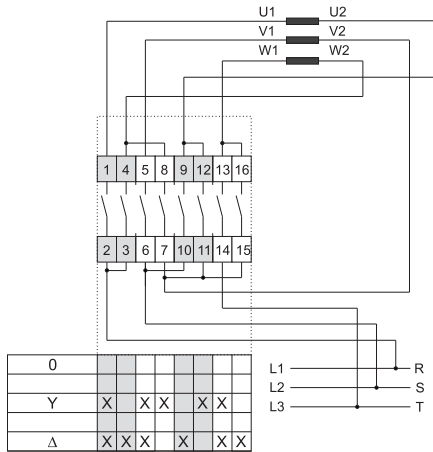 U1 U2
V1 V2
W1 W2
1 4 5 8 9 12 13 16
2 3 6 7 10 11 14 15
L1 R
0
L2 S
Y X X X X X
L3 T
Δ X X X X X X